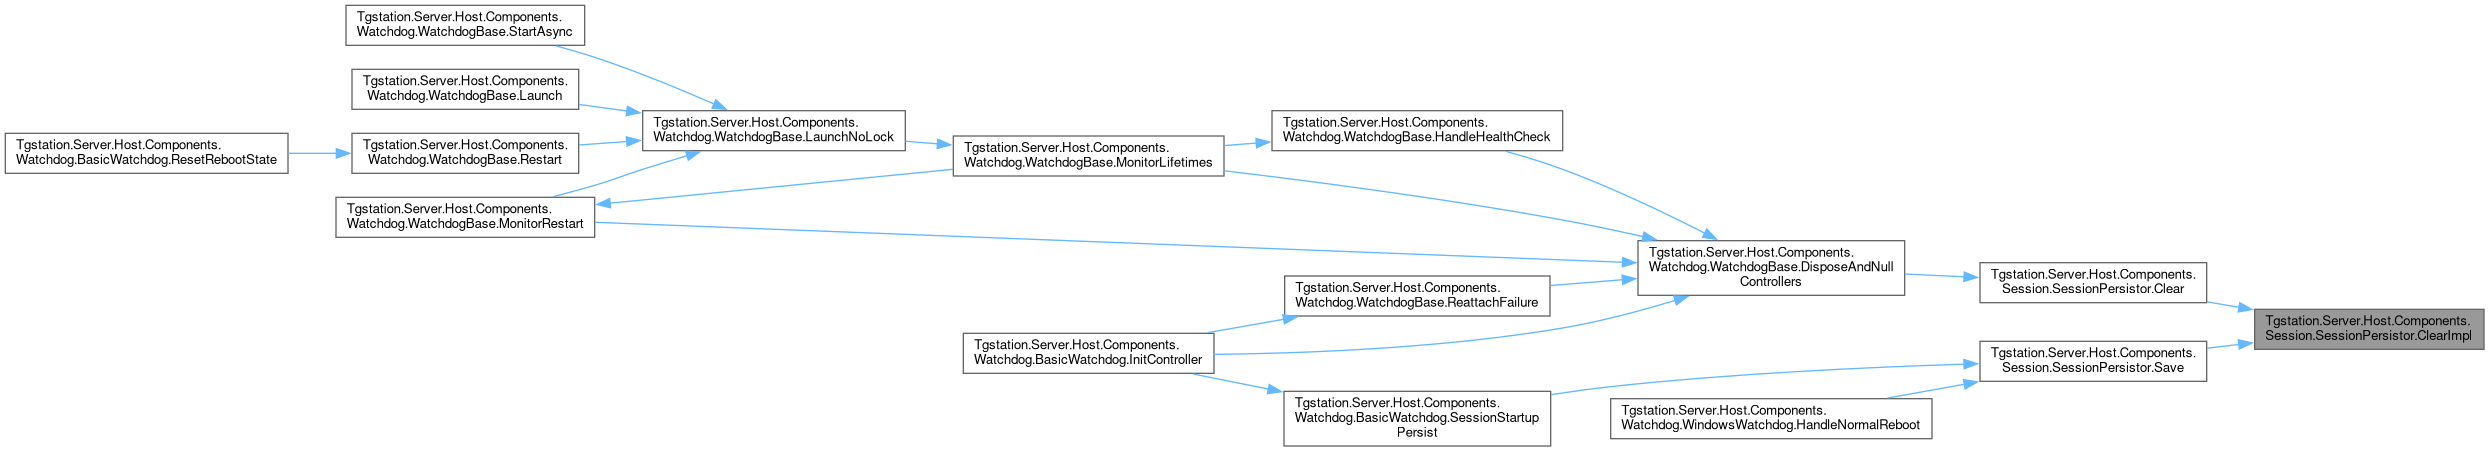 Tgstation.Server.Host.Components.
Watchdog.WatchdogBase.StartAsync
Tgstation.Server.Host.Components.
Watchdog.WatchdogBase.Launch
Tgstation.Server.Host.Components.
Watchdog.BasicWatchdog.ResetRebootState
Tgstation.Server.Host.Components.
Watchdog.WatchdogBase.Restart
Tgstation.Server.Host.Components.
Watchdog.WatchdogBase.MonitorRestart
Tgstation.Server.Host.Components.
Watchdog.WatchdogBase.LaunchNoLock
Tgstation.Server.Host.Components.
Watchdog.WatchdogBase.MonitorLifetimes
Tgstation.Server.Host.Components.
Watchdog.WatchdogBase.HandleHealthCheck
Tgstation.Server.Host.Components.
Watchdog.WatchdogBase.DisposeAndNull
Controllers
Tgstation.Server.Host.Components.
Watchdog.WatchdogBase.ReattachFailure
Tgstation.Server.Host.Components.
Watchdog.BasicWatchdog.InitController
Tgstation.Server.Host.Components.
Watchdog.BasicWatchdog.SessionStartup
Persist
Tgstation.Server.Host.Components.
Watchdog.WindowsWatchdog.HandleNormalReboot
Tgstation.Server.Host.Components.
Session.SessionPersistor.Clear
Tgstation.Server.Host.Components.
Session.SessionPersistor.Save
Tgstation.Server.Host.Components.
Session.SessionPersistor.ClearImpl